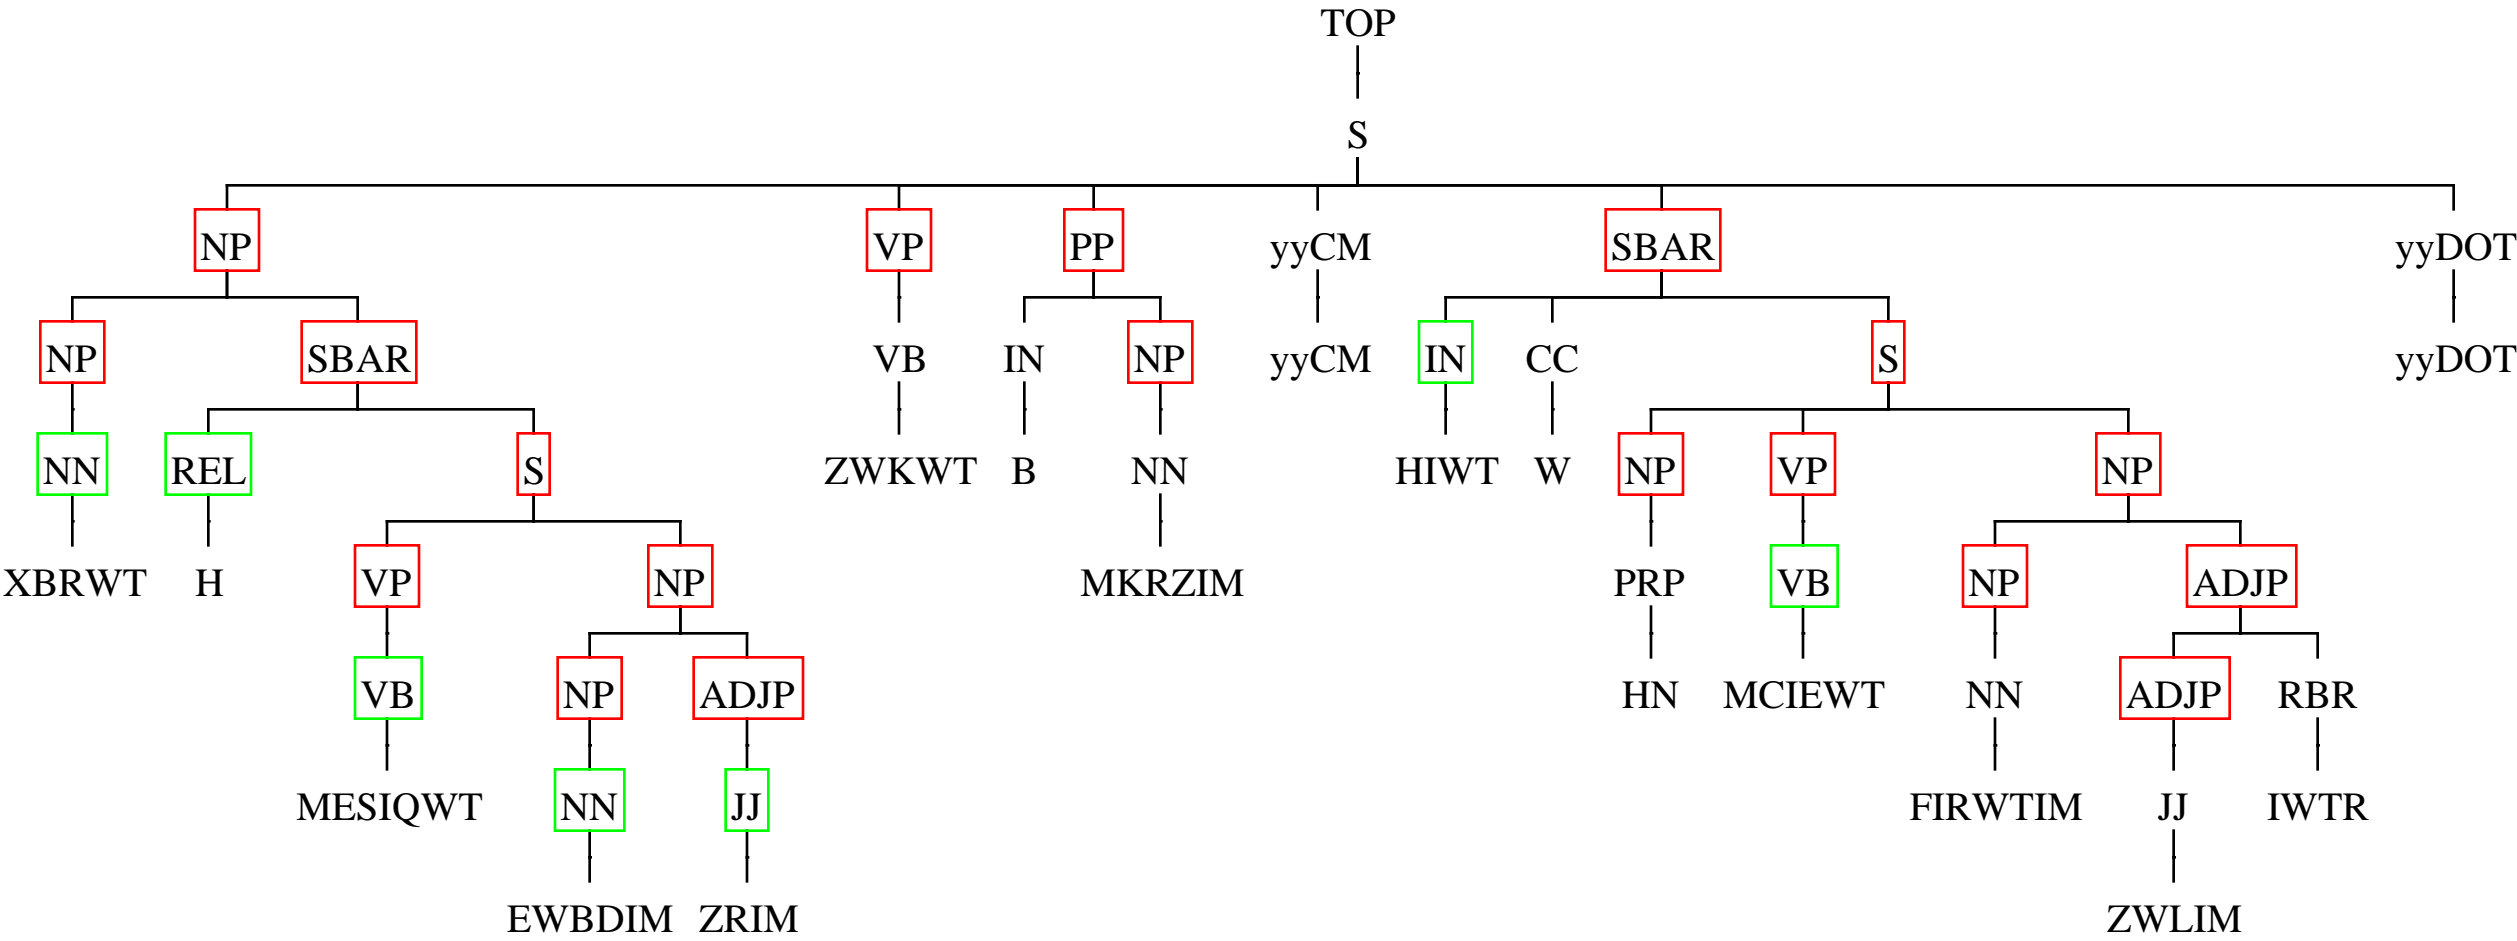 TOP
S
NP VP PP yyCM SBAR yyDOT
NP SBAR VB IN NP yyCM IN CC S yyDOT
NN REL S ZWKWT B NN HIWT W NP VP NP
XBRWT H VP NP MKRZIM PRP VB NP ADJP
VB NP ADJP HN MCIEWT NN ADJP RBR
MESIQWT NN JJ FIRWTIM JJ IWTR
EWBDIM ZRIM ZWLIM